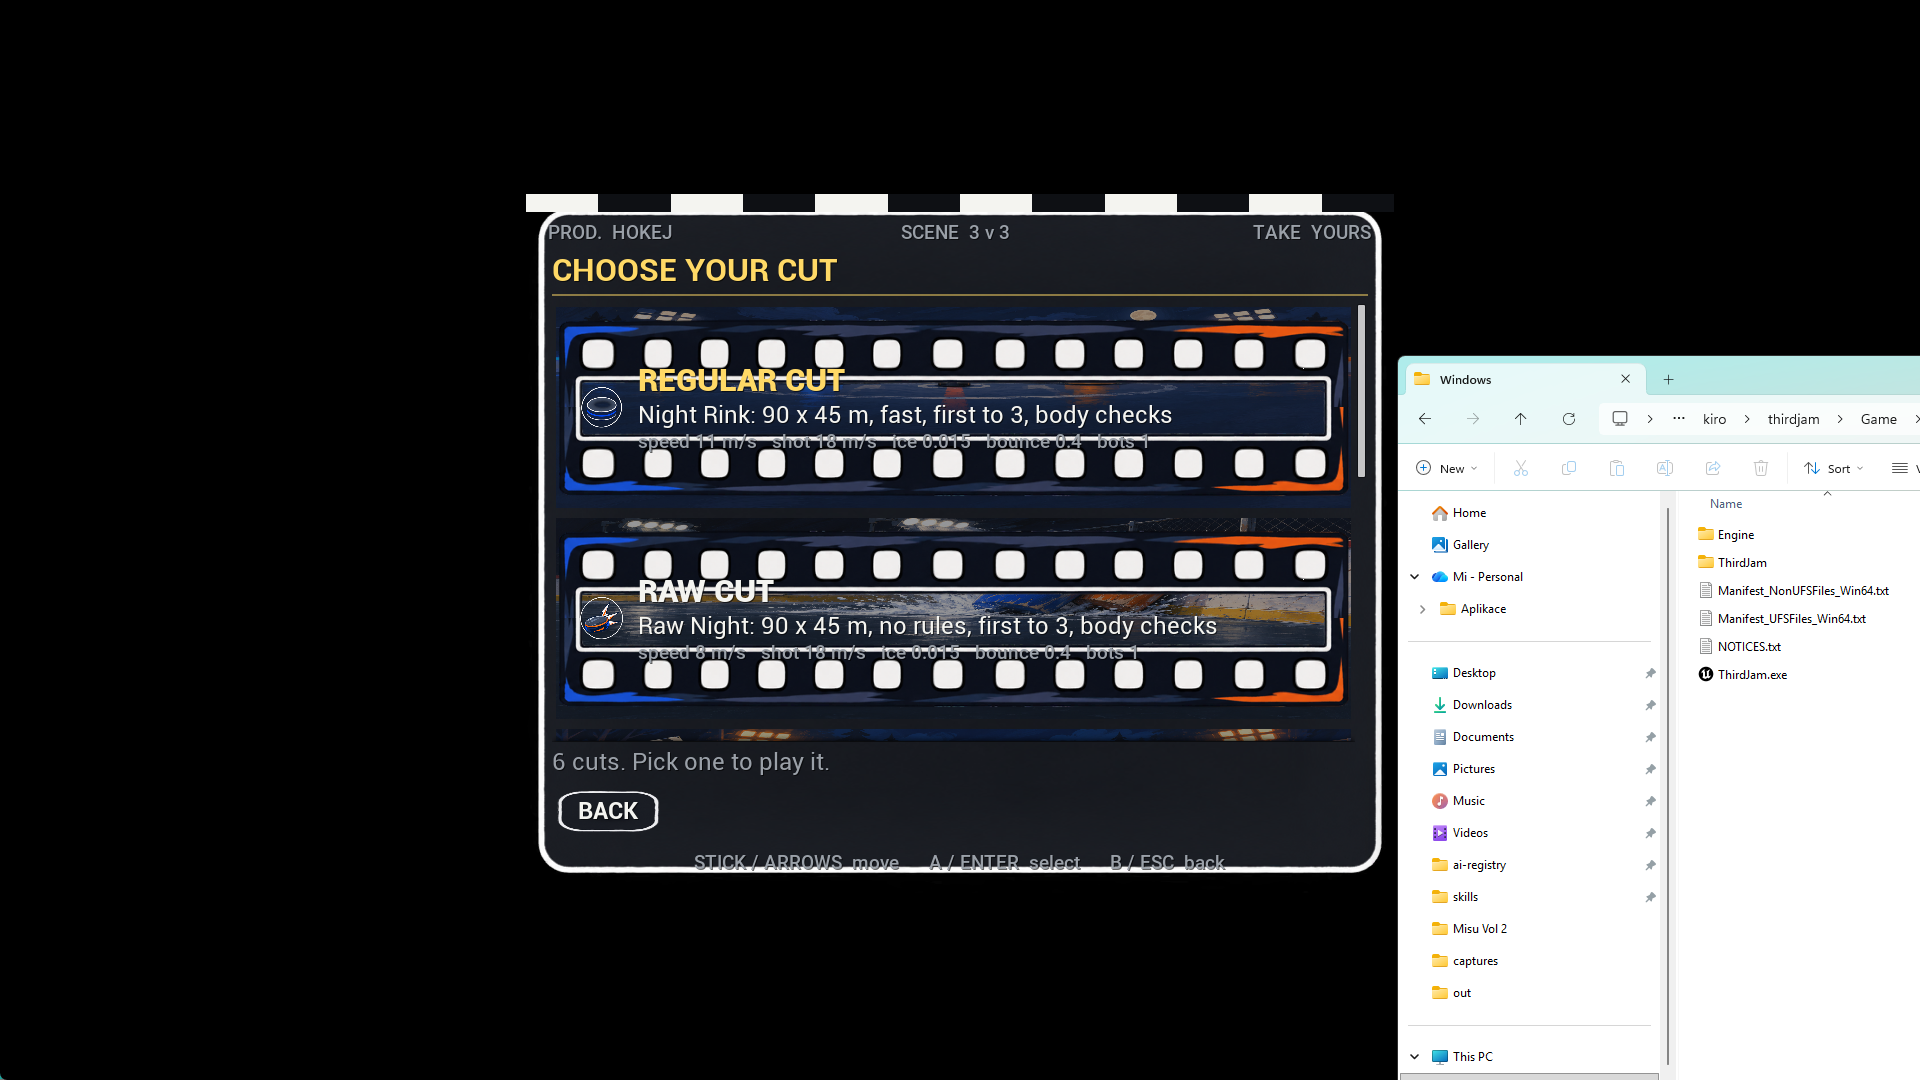 PROD. HOKEJ
SCENE 3 v 3
TAKE YOURS
CHOOSE YOUR CUT
REGULAR CUT
Night Rink: 90 x 45 m, fast, first to 3, body checks
speed 11 m/s shot 18 m/s ice 0.015 bounce 0.4 bots 1
RAW CUT
Raw Night: 90 x 45 m, no rules, first to 3, body checks
speed 8 m/s shot 18 m/s ice 0.015 bounce 0.4 bots 1
6 cuts. Pick one to play it.
BACK
STICK / ARROWS move A / ENTER select B / ESC back
Windows
kiro
thirdjam
Game
New
Sort
Home
Gallery
Mi - Personal
Aplikace
Desktop
Downloads
Documents
Pictures
Music
Videos
ai-registry
skills
Misu Vol 2
captures
out
This PC
Name
Engine
ThirdJam
Manifest_NonUFSFiles_Win64.txt
Manifest_UFSFiles_Win64.txt
NOTICES.txt
ThirdJam.exe